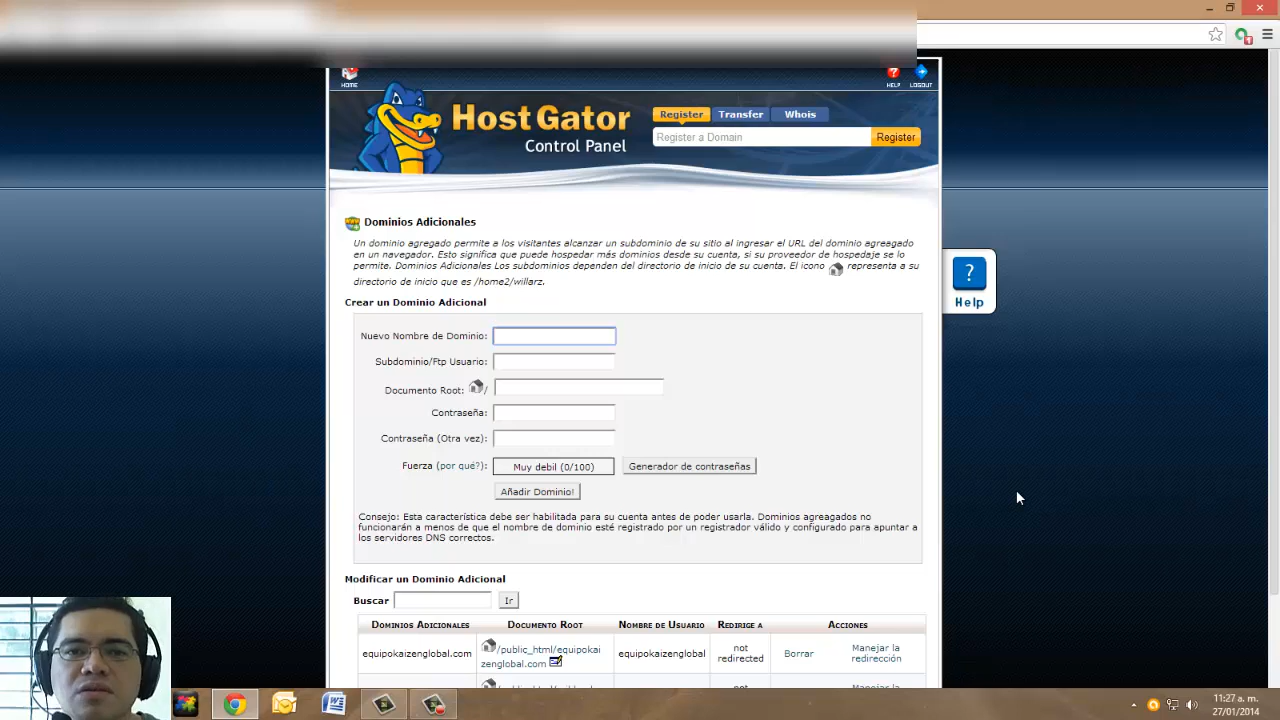 HOME
HELP
LOGOUT
HostGator
Control Panel
Register
Transfer
Whois
Register a Domain
Register
Dominios Adicionales
Un dominio agregado permite a los visitantes alcanzar un subdominio de su sitio al ingresar el URL del dominio agreagado
en un navegador. Esto significa que puede hospedar más dominios desde su cuenta, si su proveedor de hospedaje se lo
permite. Dominios Adicionales Los subdominios dependen del directorio de inicio de su cuenta. El icono representa a su
directorio de inicio que es /home2/willarz.
?
Help
Crear un Dominio Adicional
Nuevo Nombre de Dominio:
Subdominio/Ftp Usuario:
Documento Root: /
Contraseña:
Contraseña (Otra vez):
Fuerza (por qué?): Muy debil (0/100) Generador de contraseñas
Añadir Dominio!
Consejo: Esta característica debe ser habilitada para su cuenta antes de poder usarla. Dominios agreagados no
funcionarán a menos de que el nombre de dominio esté registrado por un registrador válido y configurado para apuntar a
los servidores DNS correctos.
Modificar un Dominio Adicional
Buscar Ir
Dominios Adicionales Documento Root Nombre de Usuario Redirige a Acciones
equipokaizenglobal.com /public_html/equipokai
zenglobal.com equipokaizenglobal not
redirected Borrar Manejar la
redirección
not Manejar la
11:27 a. m.
27/01/2014